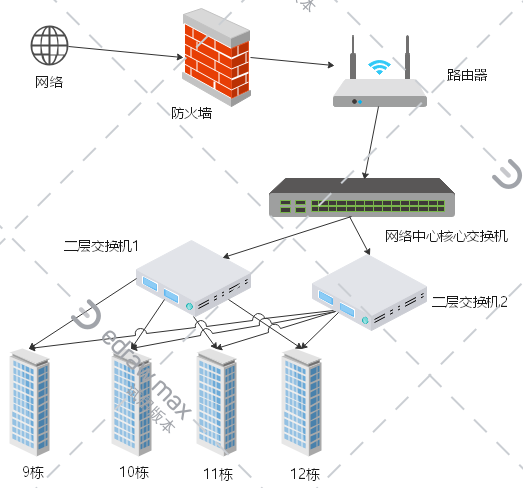 版本
网络
防火墙
路由器
网络中心核心交换机
二层交换机1
二层交换机2
edraw max
9栋
10栋
11栋
12栋